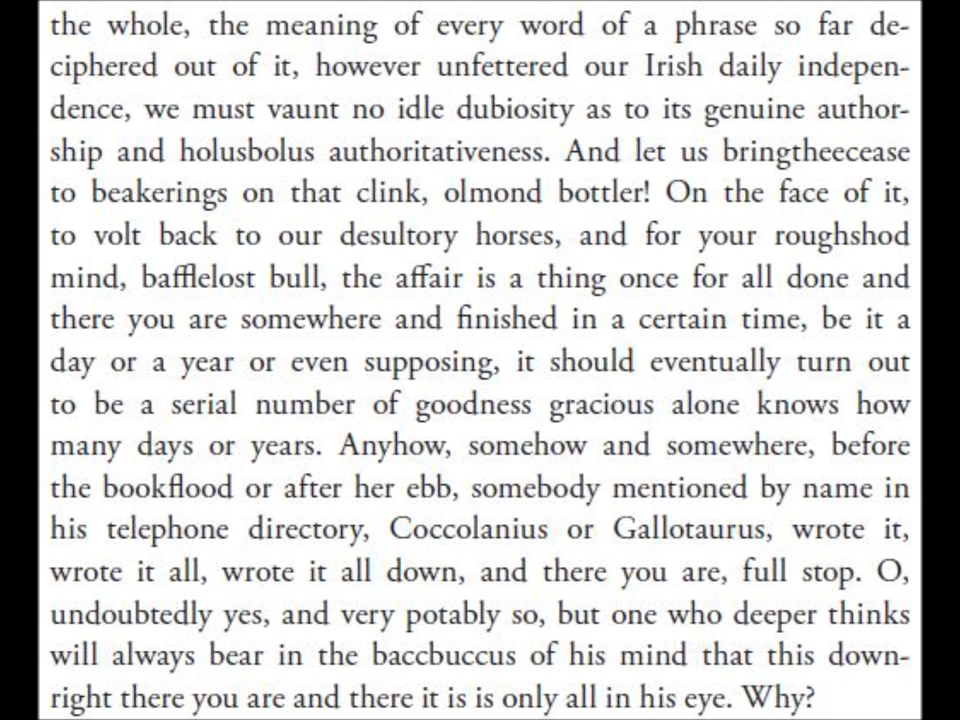 the whole, the meaning of every word of a phrase so far de-
ciphered out of it, however unfettered our Irish daily indepen-
dence, we must vaunt no idle dubiosity as to its genuine author-
ship and holusbolus authoritativeness. And let us bringtheecease
to beakerings on that clink, olmond bottler! On the face of it,
to volt back to our desultory horses, and for your roughshod
mind, bafflelost bull, the affair is a thing once for all done and
there you are somewhere and finished in a certain time, be it a
day or a year or even supposing, it should eventually turn out
to be a serial number of goodness gracious alone knows how
many days or years. Anyhow, somehow and somewhere, before
the bookflood or after her ebb, somebody mentioned by name in
his telephone directory, Coccolanius or Gallotaurus, wrote it,
wrote it all, wrote it all down, and there you are, full stop. O,
undoubtedly yes, and very potably so, but one who deeper thinks
will always bear in the baccbuccus of his mind that this down-
right there you are and there it is is only all in his eye. Why?